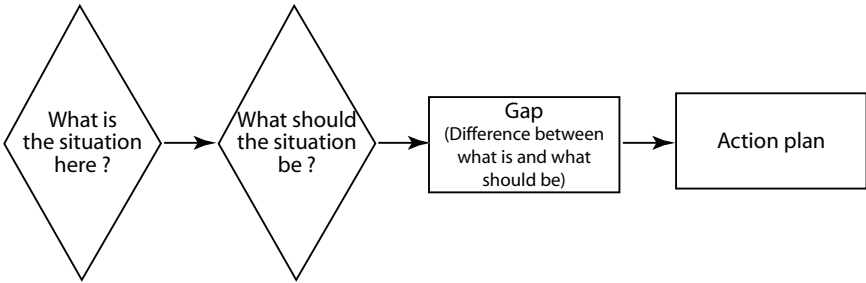 What is
the situation
here ?
What should
the situation
be ?
Gap
(Difference between
what is and what
should be)
Action plan